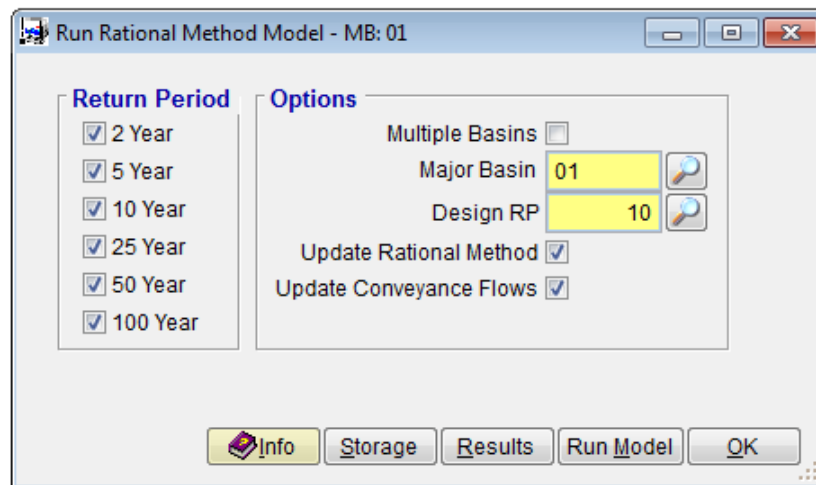 Run Rational Method Model - MB: 01
Return Period
2 Year
5 Year
10 Year
25 Year
50 Year
100 Year
Options
Multiple Basins
Major Basin 01
Design RP 10
Update Rational Method
Update Conveyance Flows
Info Storage Results Run Model OK